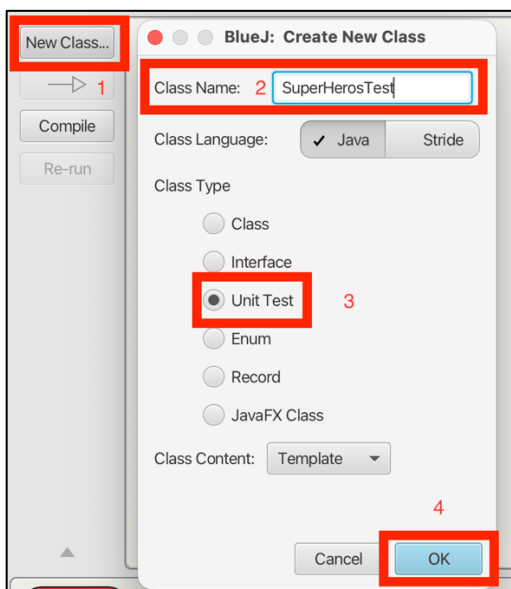 New Class...
1
Compile
Re-run
BlueJ: Create New Class
Class Name: 2 SuperHerosTest
Class Language: ✓ Java Stride
Class Type
Class
Interface
Unit Test 3
Enum
Record
JavaFX Class
Class Content: Template
4
Cancel OK